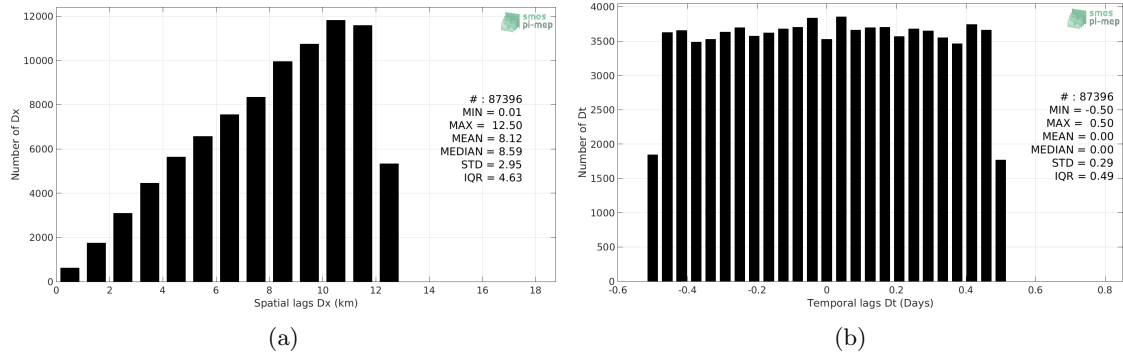 12000
10000
8000
6000
4000
2000
0
Number of Dx
0 2 4 6 8 10 12 14 16 18
Spatial lags Dx (km)
smos
pi-mep
# : 87396
MIN = 0.01
MAX = 12.50
MEAN = 8.12
MEDIAN = 8.59
STD = 2.95
IQR = 4.63
(a)
4000
3500
3000
2500
2000
1500
1000
500
0
Number of Dt
-0.6 -0.4 -0.2 0 0.2 0.4 0.6 0.8
Temporal lags Dt (Days)
smos
pi-mep
# : 87396
MIN = -0.50
MAX = 0.50
MEAN = 0.00
MEDIAN = 0.00
STD = 0.29
IQR = 0.49
(b)